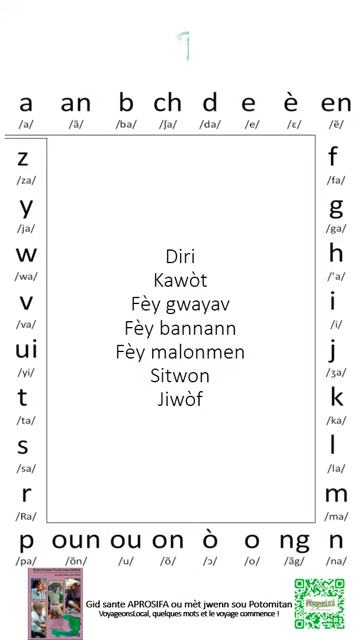 a an b ch d e è en
/a/ /ã/ /ba/ /ʃa/ /da/ /e/ /ɛ/ /ẽ/
z f
/za/ /fa/
y g
/ja/ /ga/
w h
/wa/ /ʻa/
v i
/va/ /i/
ui j
/yi/ /ʒa/
t k
/ta/ /ka/
s l
/sa/ /la/
r m
/Ra/ /ma/
Diri
Kawòt
Fèy gwayav
Fèy bannann
Fèy malonmen
Sitwon
Jiwòf
p oun ou on ò o ng n
/pa/ /õn/ /u/ /õ/ /ɔ/ /o/ /ãg/ /na/
Gid sante APROSIFA ou mèt jwenn sou Potomitan
VoyageonsLocal, quelques mots et le voyage commence !